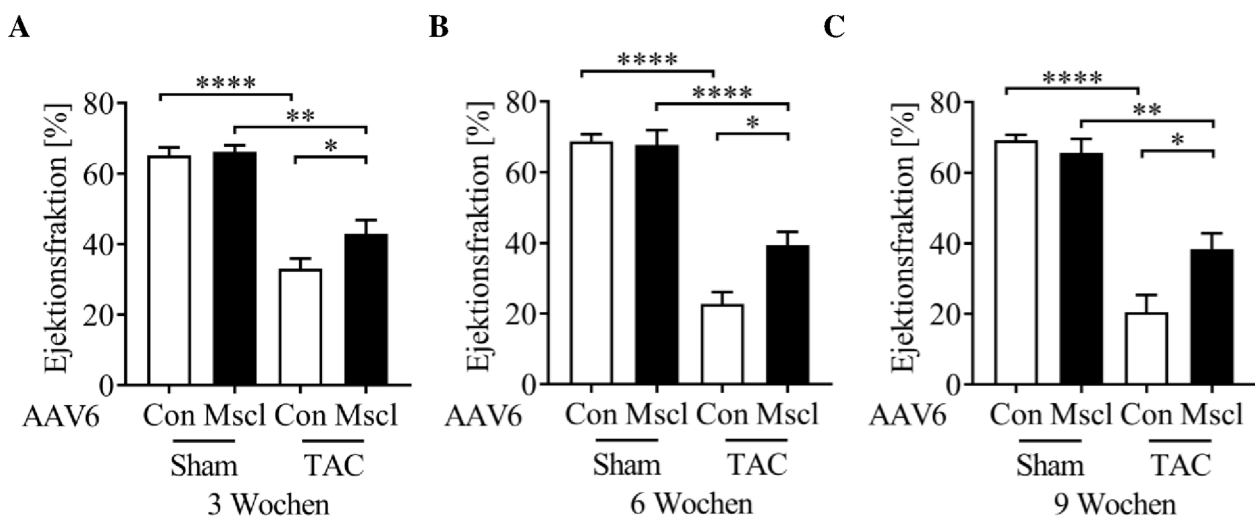 A
Ejektionsfraktion [%]
80
60
40
20
0
****
**
*
AAV6 Con Mscl Con Mscl
Sham TAC
3 Wochen
B
Ejektionsfraktion [%]
80
60
40
20
0
****
****
*
AAV6 Con Mscl Con Mscl
Sham TAC
6 Wochen
C
Ejektionsfraktion [%]
80
60
40
20
0
****
**
*
AAV6 Con Mscl Con Mscl
Sham TAC
9 Wochen